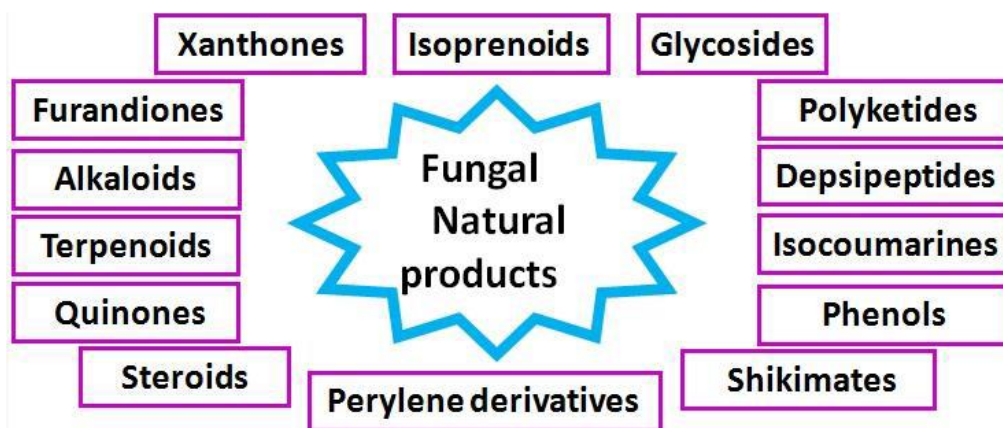 Xanthones
Isoprenoids
Glycosides
Furandiones
Polyketides
Alkaloids
Depsipeptides
Terpenoids
Isocoumarines
Quinones
Phenols
Steroids
Shikimates
Perylene derivatives
Fungal
Natural
products